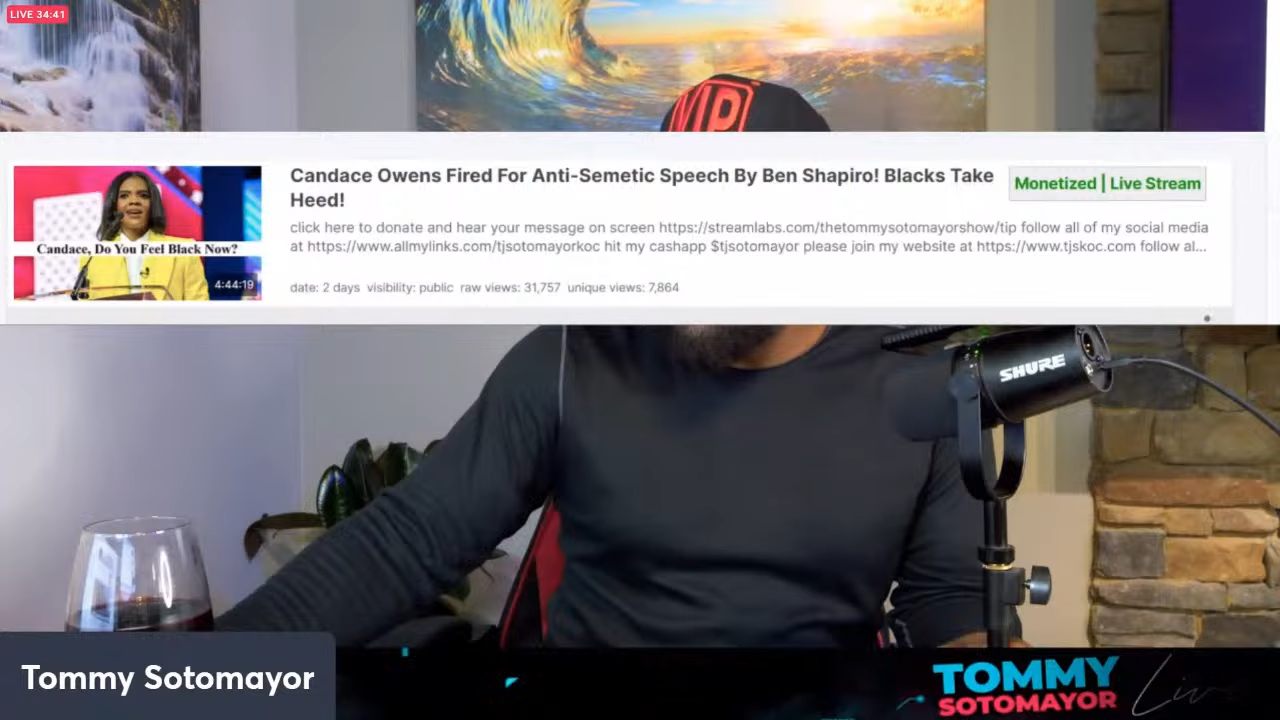 LIVE 34:41
VIP
Candace Owens Fired For Anti-Semetic Speech By Ben Shapiro! Blacks Take
Heed!
Monetized | Live Stream
click here to donate and hear your message on screen https://streamlabs.com/thetommysotomayorshow/tip follow all of my social media
at https://www.allmylinks.com/tjsotomayorkoc hit my cashapp $tjsotomayor please join my website at https://www.tjskoc.com follow al...
Candace, Do You Feel Black Now?
4:44:19
date: 2 days visibility: public raw views: 31,757 unique views: 7,864
SHURE
Tommy Sotomayor
TOMMY
SOTOMAYOR
Live